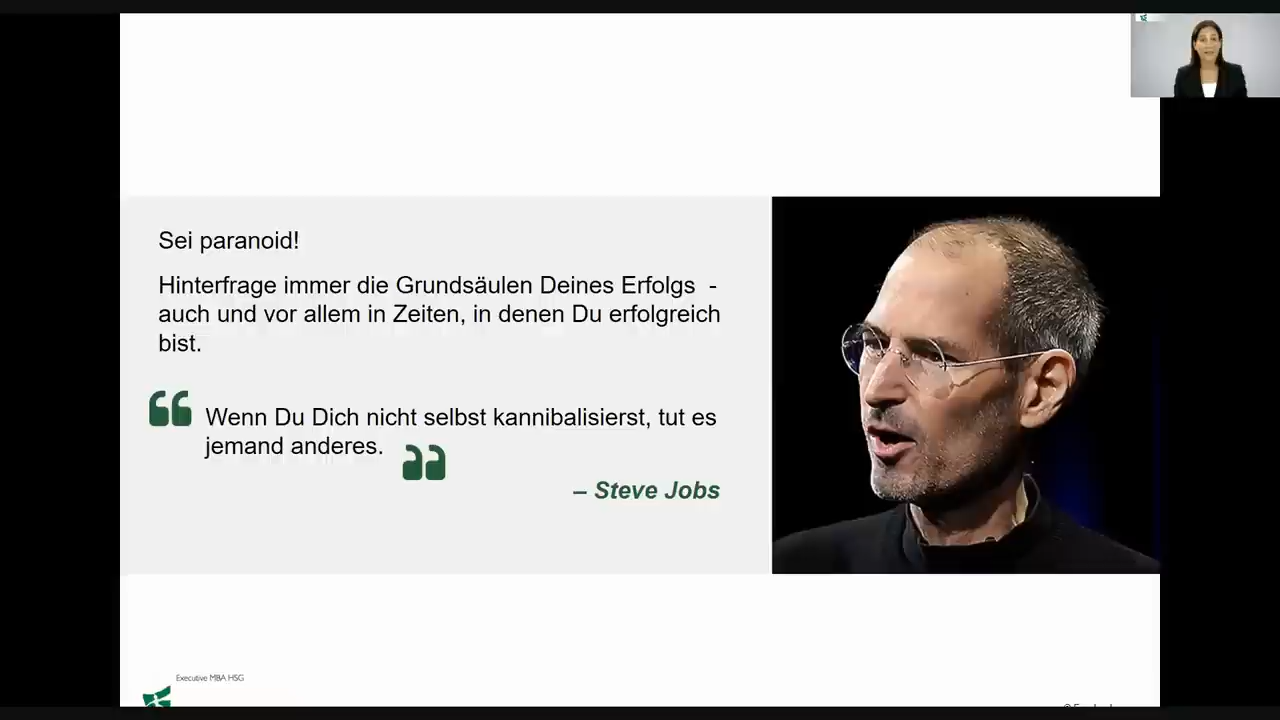 Sei paranoid!
Hinterfrage immer die Grundsäulen Deines Erfolgs -
auch und vor allem in Zeiten, in denen Du erfolgreich
bist.
Wenn Du Dich nicht selbst kannibalisierst, tut es
jemand anderes.
– Steve Jobs
Executive MBA HSG